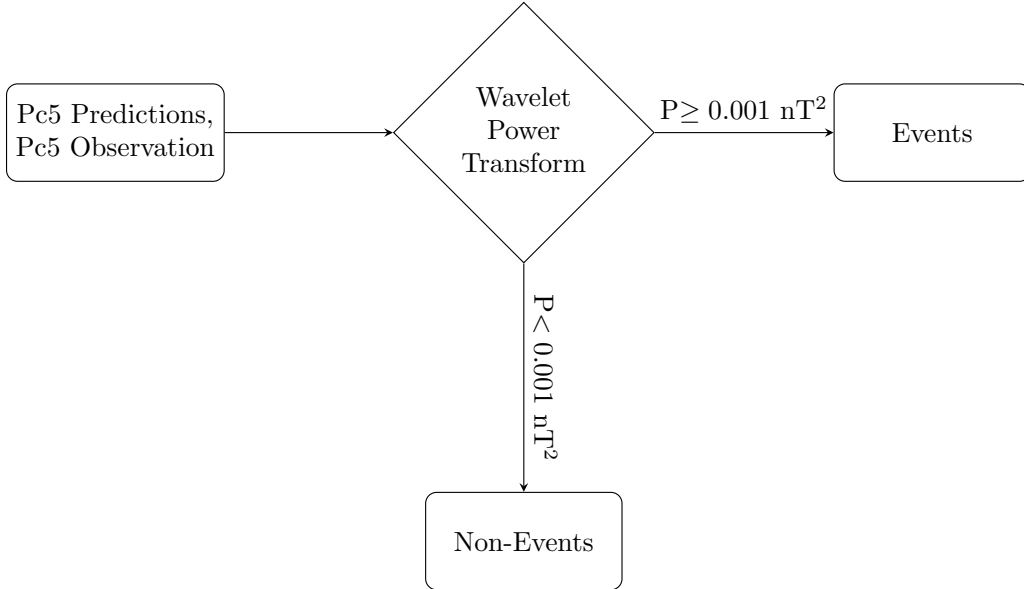 Pc5 Predictions,
Pc5 Observation
Wavelet
Power
Transform
P≥ 0.001 nT²
Events
P< 0.001 nT²
Non-Events